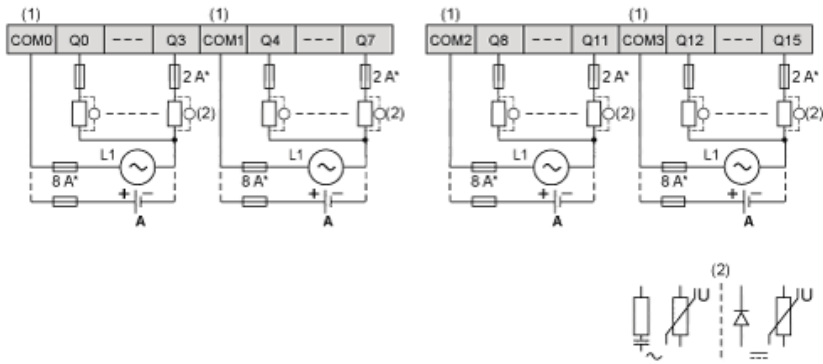 (1) (1) (1) (1)
COM0 Q0 Q3 COM1 Q4 Q7 COM2 Q8 Q11 COM3 Q12 Q15
2 A* 2 A* 2 A* 2 A*
(2) (2) (2) (2)
L1 L1 L1 L1
8 A* 8 A* 8 A* 8 A*
+ − + − + − + −
A A A A
(2)
U U